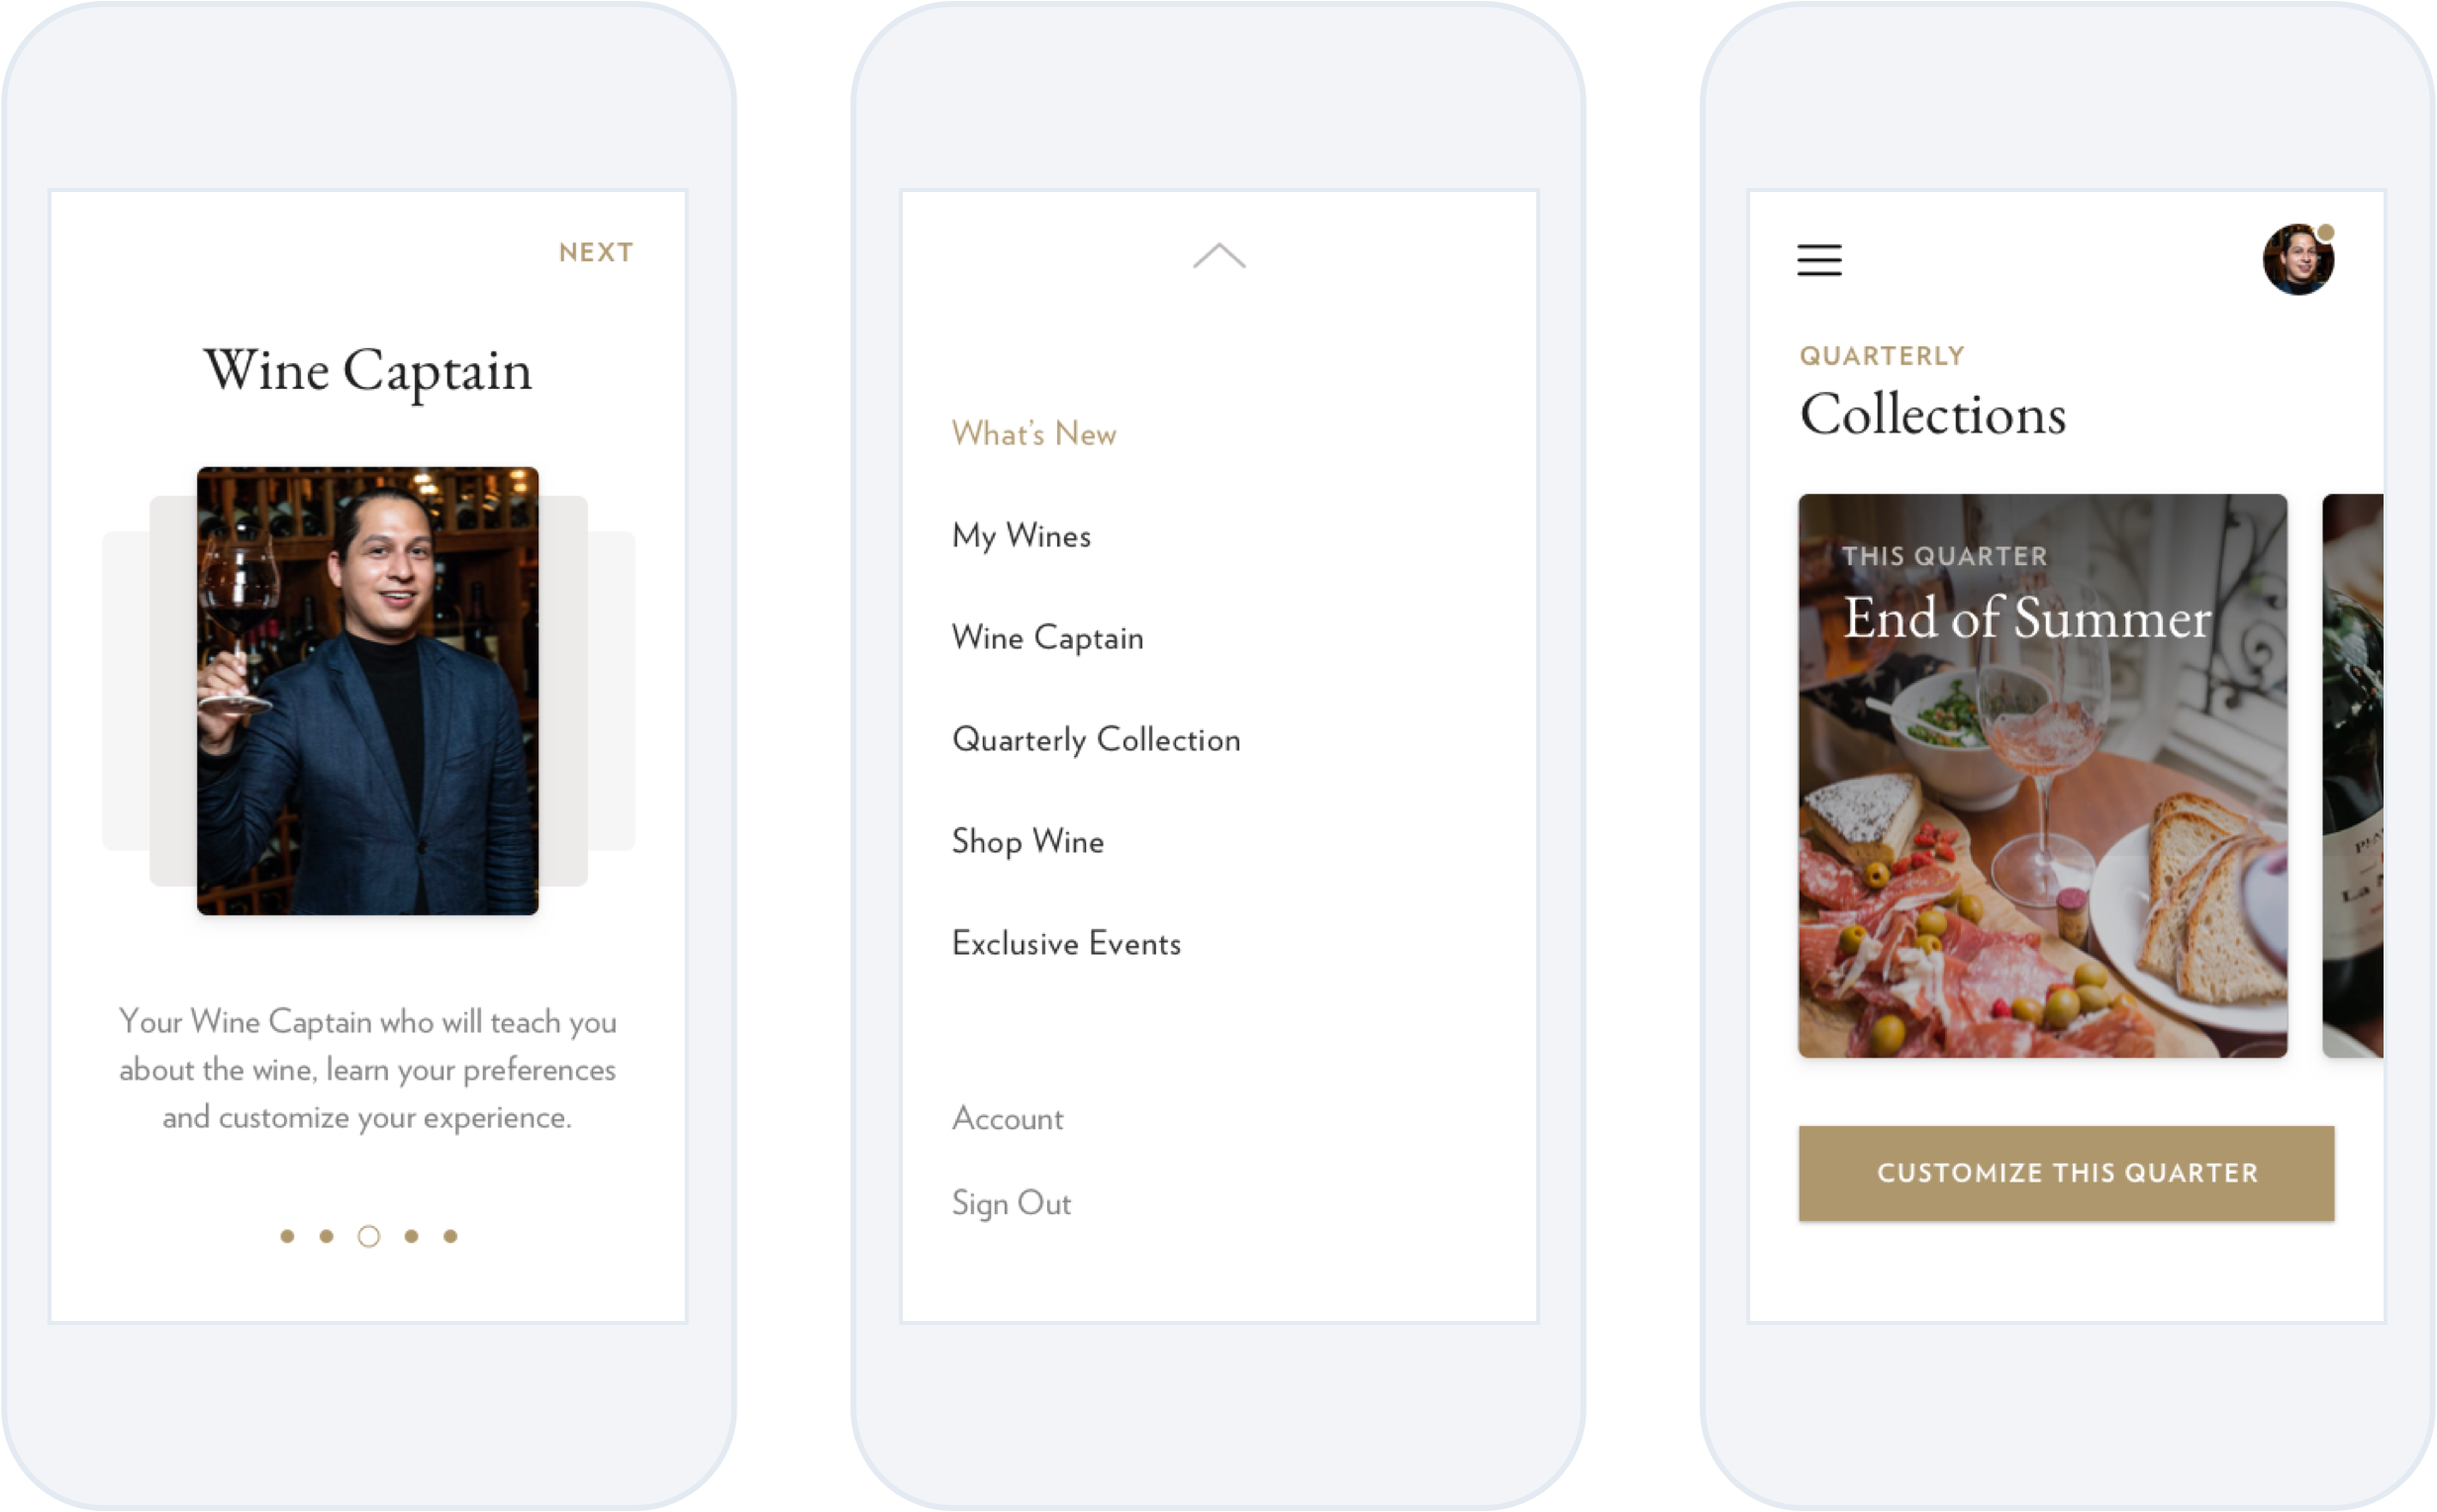 NEXT
Wine Captain
Your Wine Captain who will teach you
about the wine, learn your preferences
and customize your experience.
What's New
My Wines
Wine Captain
Quarterly Collection
Shop Wine
Exclusive Events
Account
Sign Out
QUARTERLY
Collections
THIS QUARTER
End of Summer
CUSTOMIZE THIS QUARTER